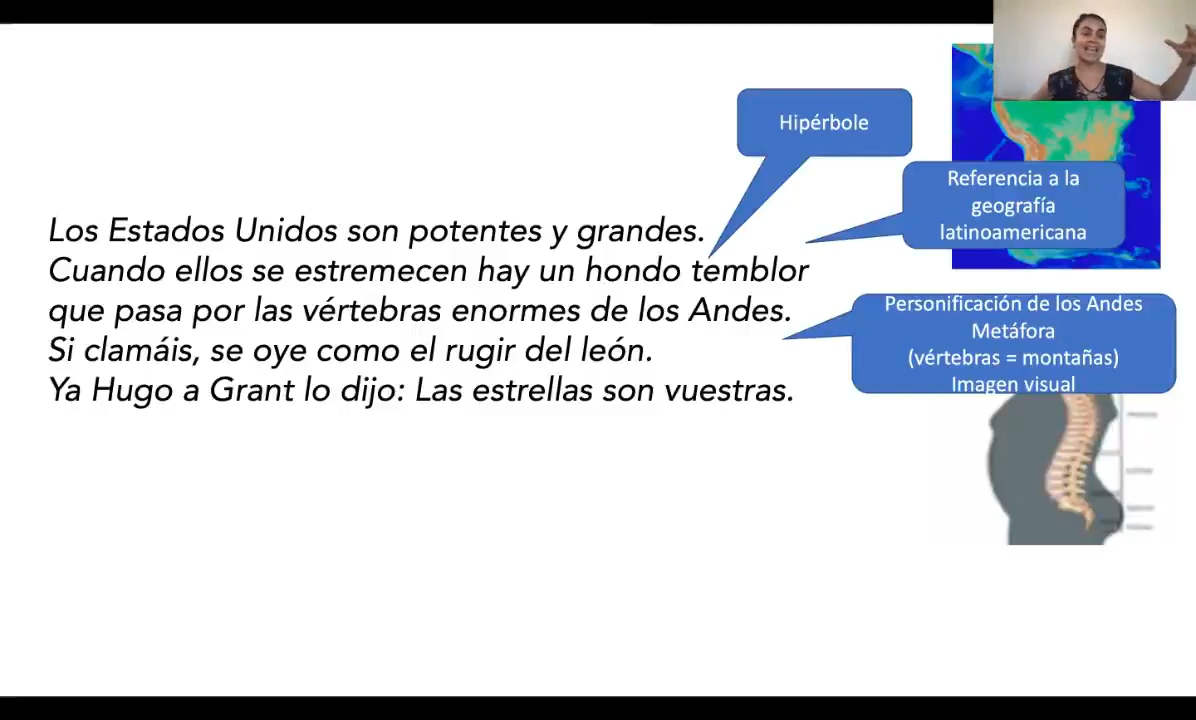 Hipérbole
Referencia a la
geografía
latinoamericana
Los Estados Unidos son potentes y grandes.
Cuando ellos se estremecen hay un hondo temblor
que pasa por las vértebras enormes de los Andes.
Si clamáis, se oye como el rugir del león.
Ya Hugo a Grant lo dijo: Las estrellas son vuestras.
Personificación de los Andes
Metáfora
(vértebras = montañas)
Imagen visual